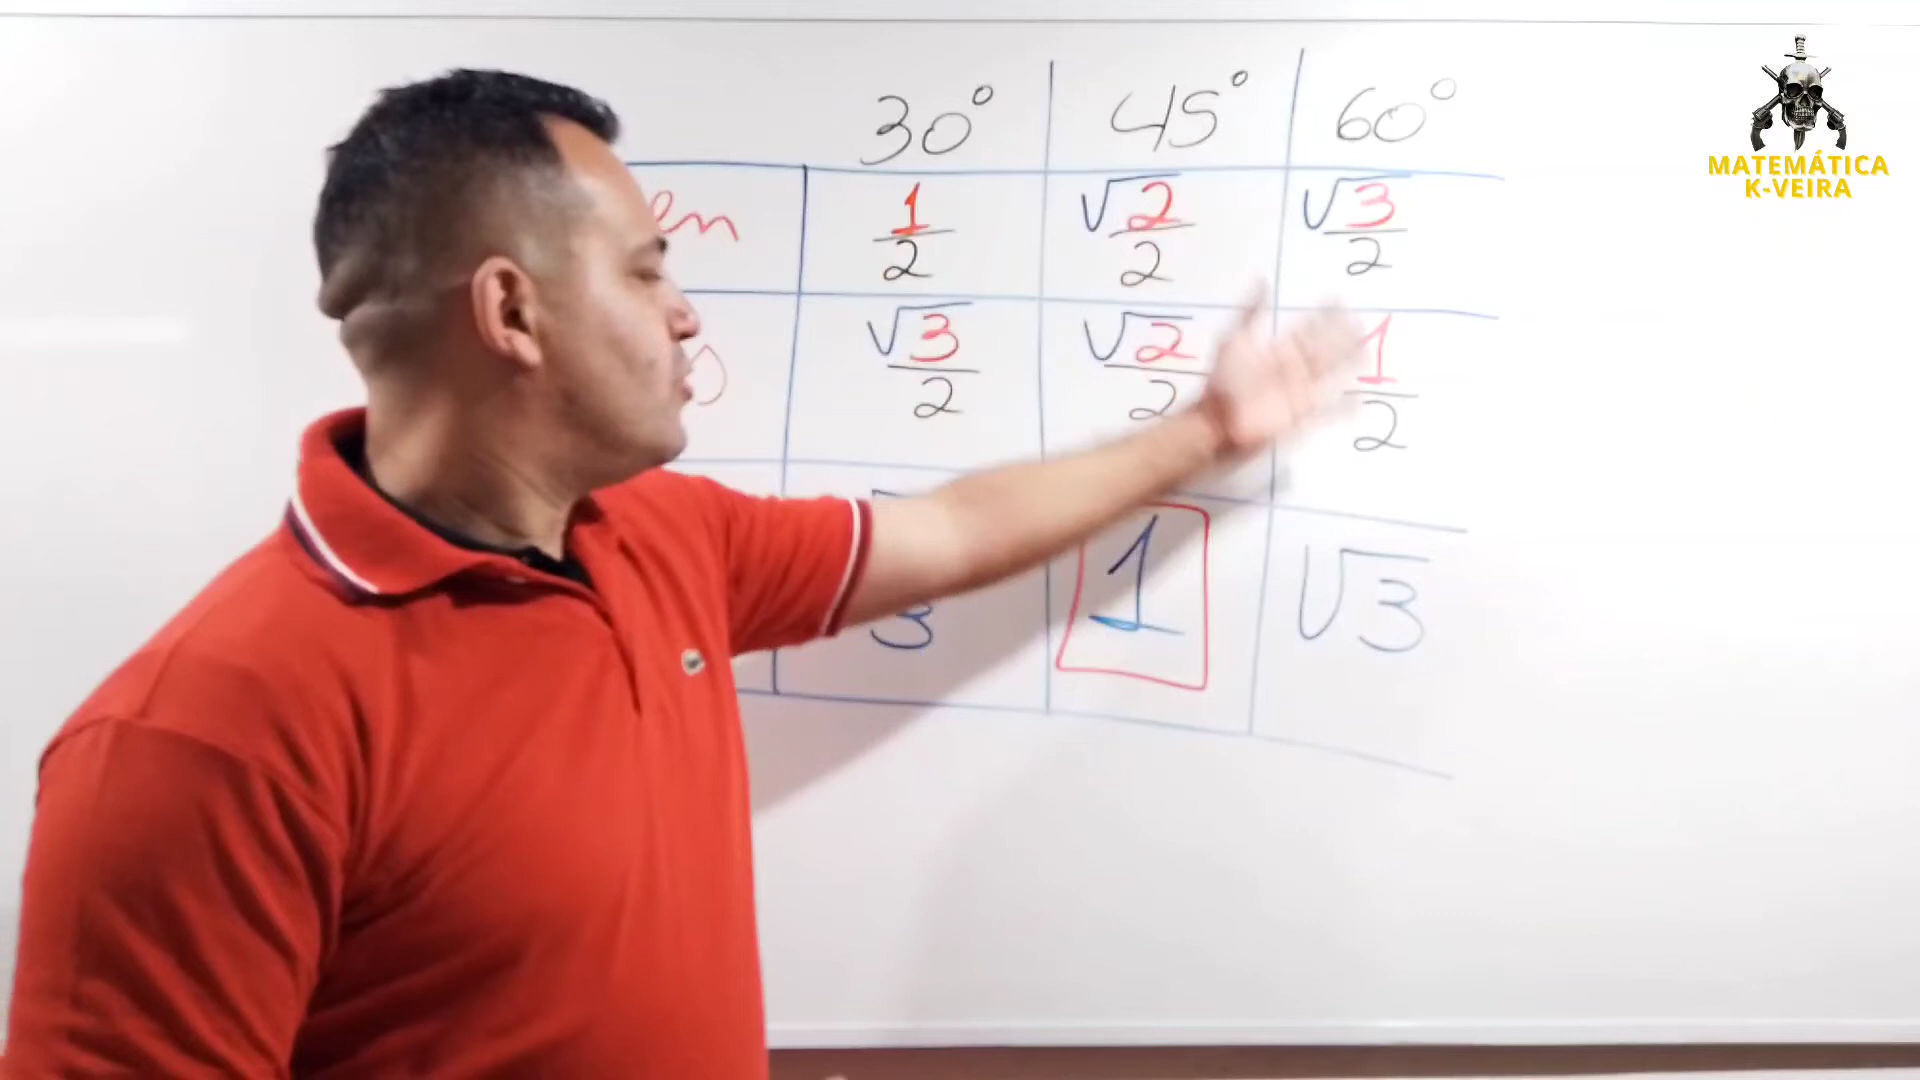 30° 45° 60°
en 1/2 √2/2 √3/2
√3/2 √2/2 1/2
3 1 √3
MATEMÁTICA
K-VEIRA